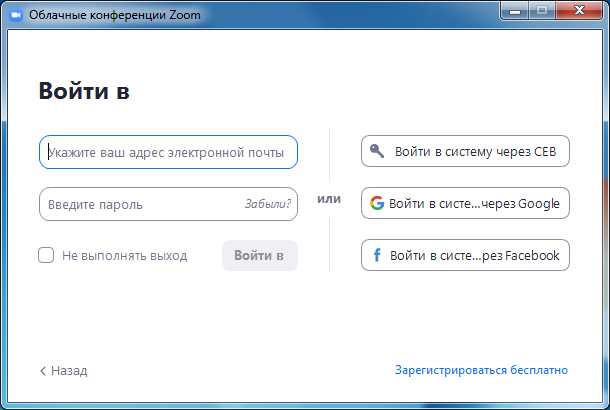 Облачные конференции Zoom
Войти в
Укажите ваш адрес электронной почты
Введите пароль Забыли?
Не выполнять выход Войти в
или
Войти в систему через СЕВ
Войти в систе...через Google
Войти в систе...рез Facebook
Назад
Зарегистрироваться бесплатно